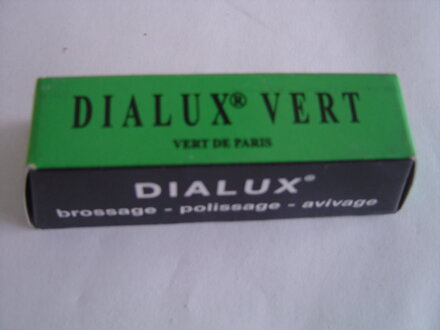 DIALUX® VERT
VERT DE PARIS
DIALUX®
brossage - polissage - avivage